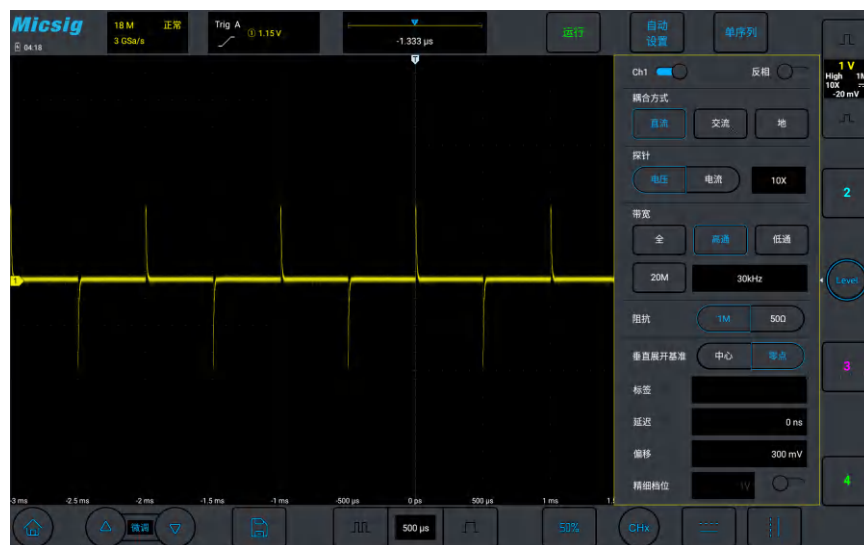 Micsig
04:18
18 M 正常
3 GSa/s
Trig A
① 1.15 V
-1.333 μs
运行
自动
设置
单序列
T
1 V
High 1M
10X
-20 mV
Ch1
反相
耦合方式
直流 交流 地
探针
电压 电流 10X
带宽
全 高通 低通
20M 30kHz
阻抗
1M 50Ω
垂直展开基准 中心 零点
标签
延迟 0 ns
偏移 300 mV
精细档位 1V
2
Level
3
4
1
-3 ms -2.5 ms -2 ms -1.5 ms -1 ms -500 μs 0 ps 500 μs 1 ms
微调
500 μs
50%
CHx